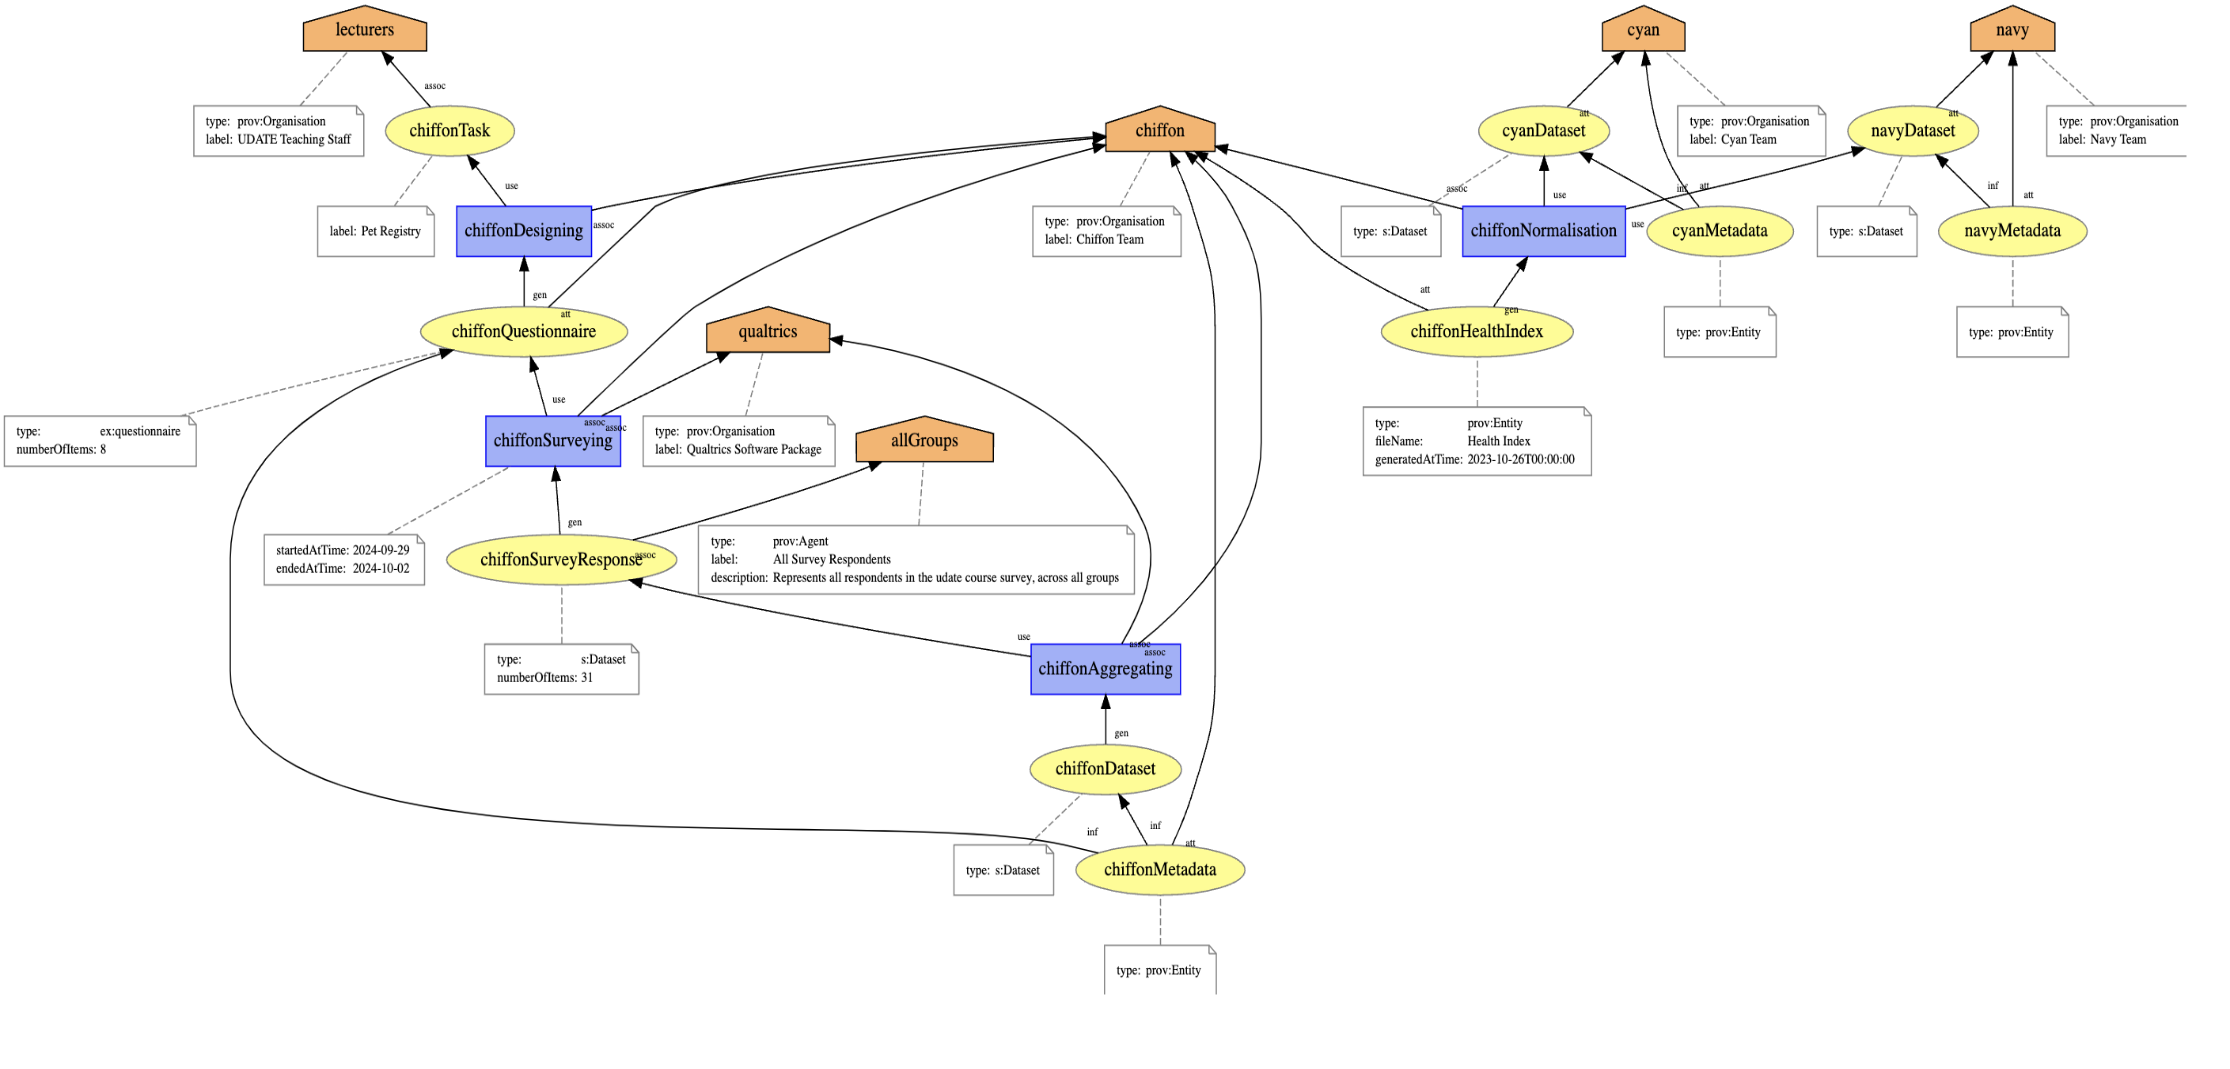 lecturers
cyan
navy
assoc
type: prov:Organisation
label: UDATE Teaching Staff
chiffonTask
chiffon
cyanDataset
att
type: prov:Organisation
label: Cyan Team
navyDataset
att
type: prov:Organisation
label: Navy Team
use
assoc
use
inf
att
inf
att
label: Pet Registry
chiffonDesigning
assoc
type: prov:Organisation
label: Chiffon Team
type: s:Dataset
chiffonNormalisation
use
cyanMetadata
type: s:Dataset
navyMetadata
gen
att
att
gen
chiffonQuestionnaire
qualtrics
chiffonHealthIndex
type: prov:Entity
type: prov:Entity
use
type: ex:questionnaire
numberOfItems: 8
assoc
assoc
chiffonSurveying
type: prov:Organisation
label: Qualtrics Software Package
allGroups
type: prov:Entity
fileName: Health Index
generatedAtTime: 2023-10-26T00:00:00
gen
startedAtTime: 2024-09-29
endedAtTime: 2024-10-02
chiffonSurveyResponse
assoc
type: prov:Agent
label: All Survey Respondents
description: Represents all respondents in the udate course survey, across all groups
use
assoc
assoc
type: s:Dataset
numberOfItems: 31
chiffonAggregating
gen
chiffonDataset
inf
inf
att
type: s:Dataset
chiffonMetadata
type: prov:Entity